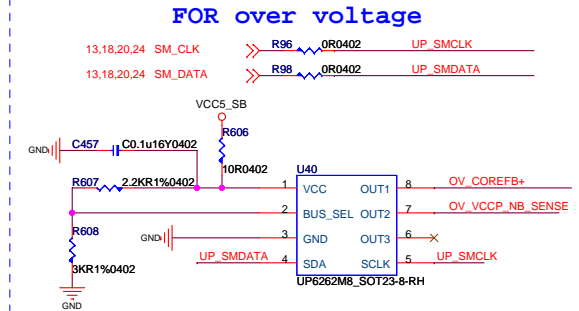 FOR over voltage
13,18,20,24 SM_CLK R96 0R0402 UP_SMCLK
13,18,20,24 SM_DATA R98 0R0402 UP_SMDATA
VCC5_SB
C457 C0.1u16Y0402 R606
GND
10R0402 U40
R607 2.2KR1%0402 1 VCC OUT1 8 OV_COREFB+
2 BUS_SEL OUT2 7 OV_VCCP_NB_SENSE
R608 GND 3 GND OUT3 6
UP_SMDATA 4 SDA SCLK 5 UP_SMCLK
3KR1%0402 UP6262M8_SOT23-8-RH
GND